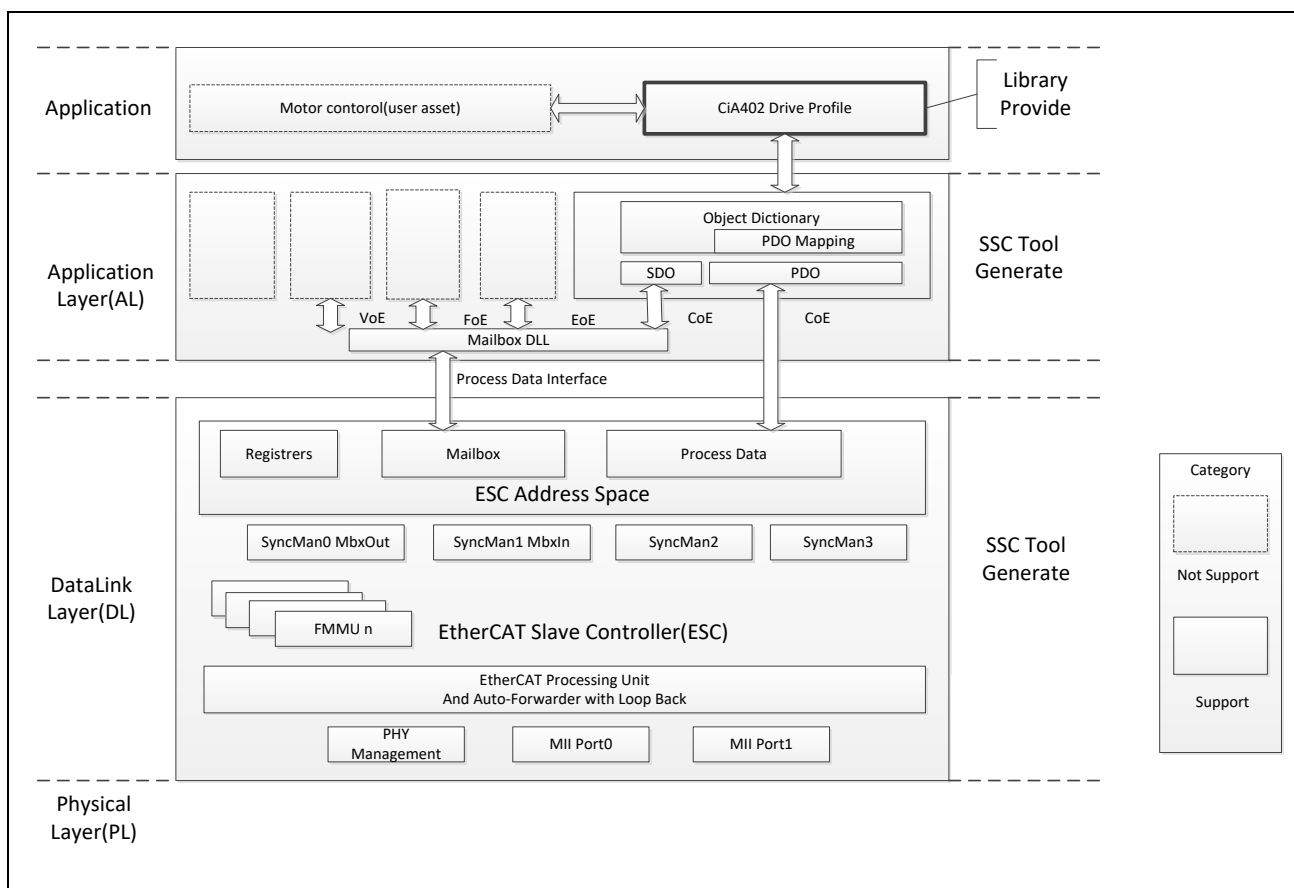 Application
Motor contorol(user asset)
CiA402 Drive Profile
Library
Provide
Application
Layer(AL)
Object Dictionary
PDO Mapping
SDO
PDO
VoE
FoE
EoE
CoE
CoE
Mailbox DLL
SSC Tool
Generate
Process Data Interface
DataLink
Layer(DL)
Registrers
Mailbox
Process Data
ESC Address Space
SyncMan0 MbxOut
SyncMan1 MbxIn
SyncMan2
SyncMan3
FMMU n
EtherCAT Slave Controller(ESC)
EtherCAT Processing Unit
And Auto-Forwarder with Loop Back
PHY
Management
MII Port0
MII Port1
SSC Tool
Generate
Physical
Layer(PL)
Category
Not Support
Support